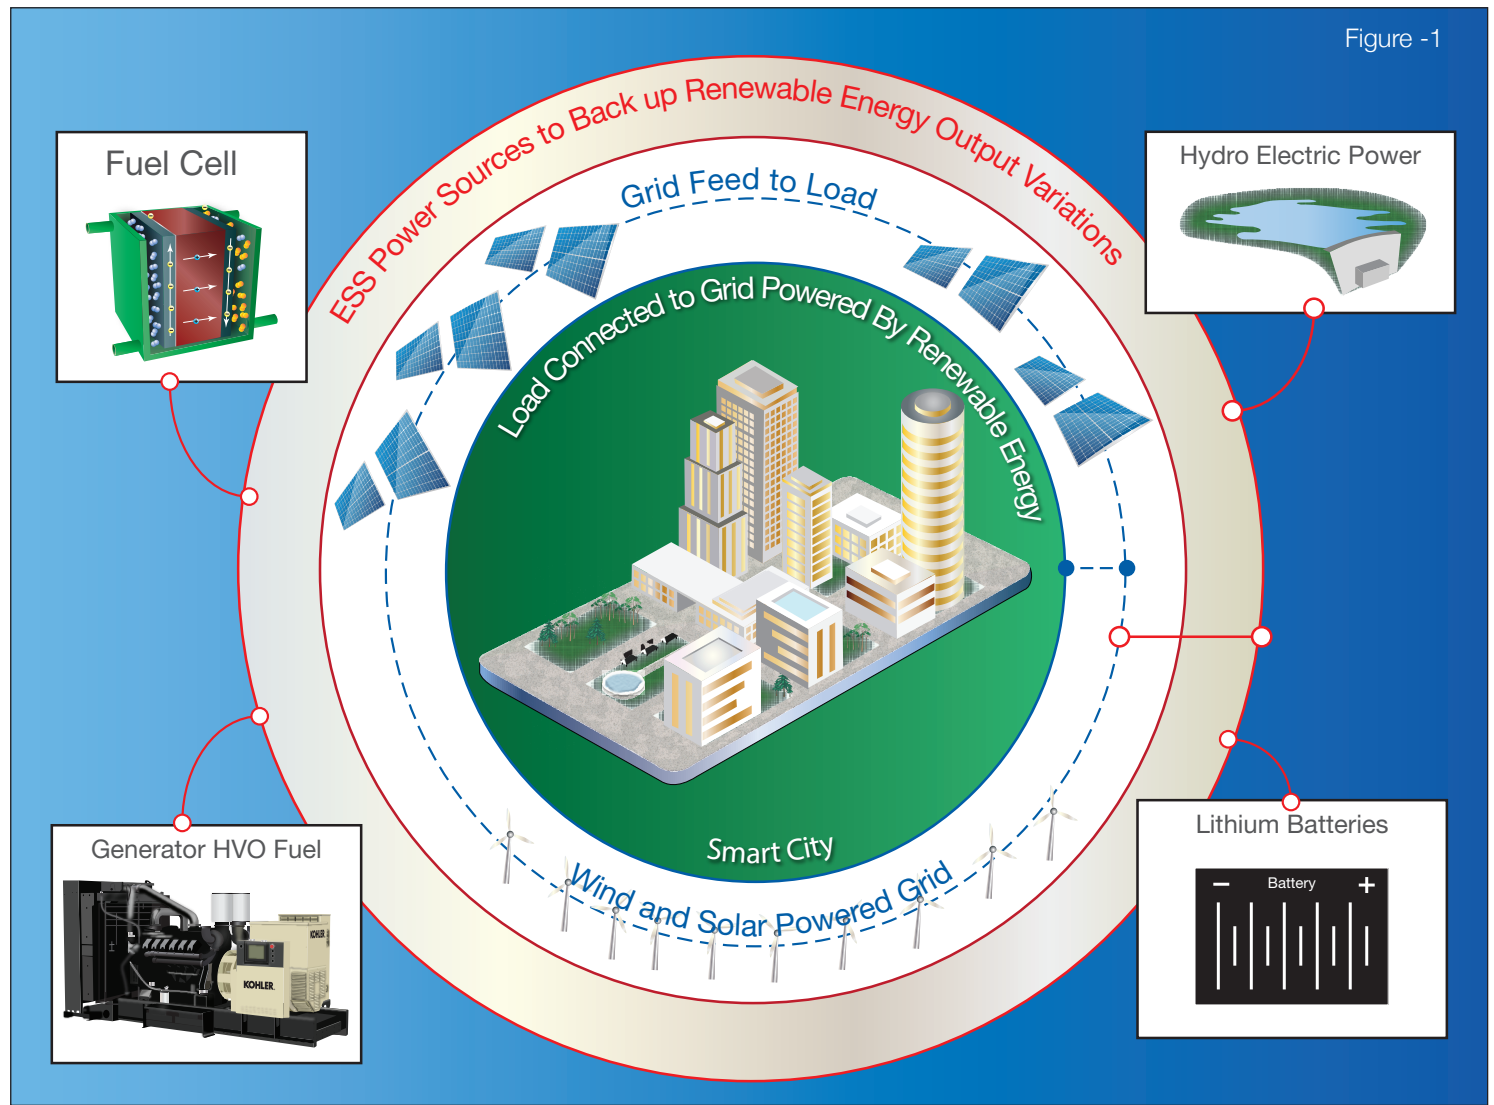 Figure -1
ESS Power Sources to Back up Renewable Energy Output Variations
Fuel Cell
Hydro Electric Power
Grid Feed to Load
Load Connected to Grid Powered By Renewable Energy
Smart City
Wind and Solar Powered Grid
Generator HVO Fuel
KOHLER
KOHLER.
Lithium Batteries
– Battery +